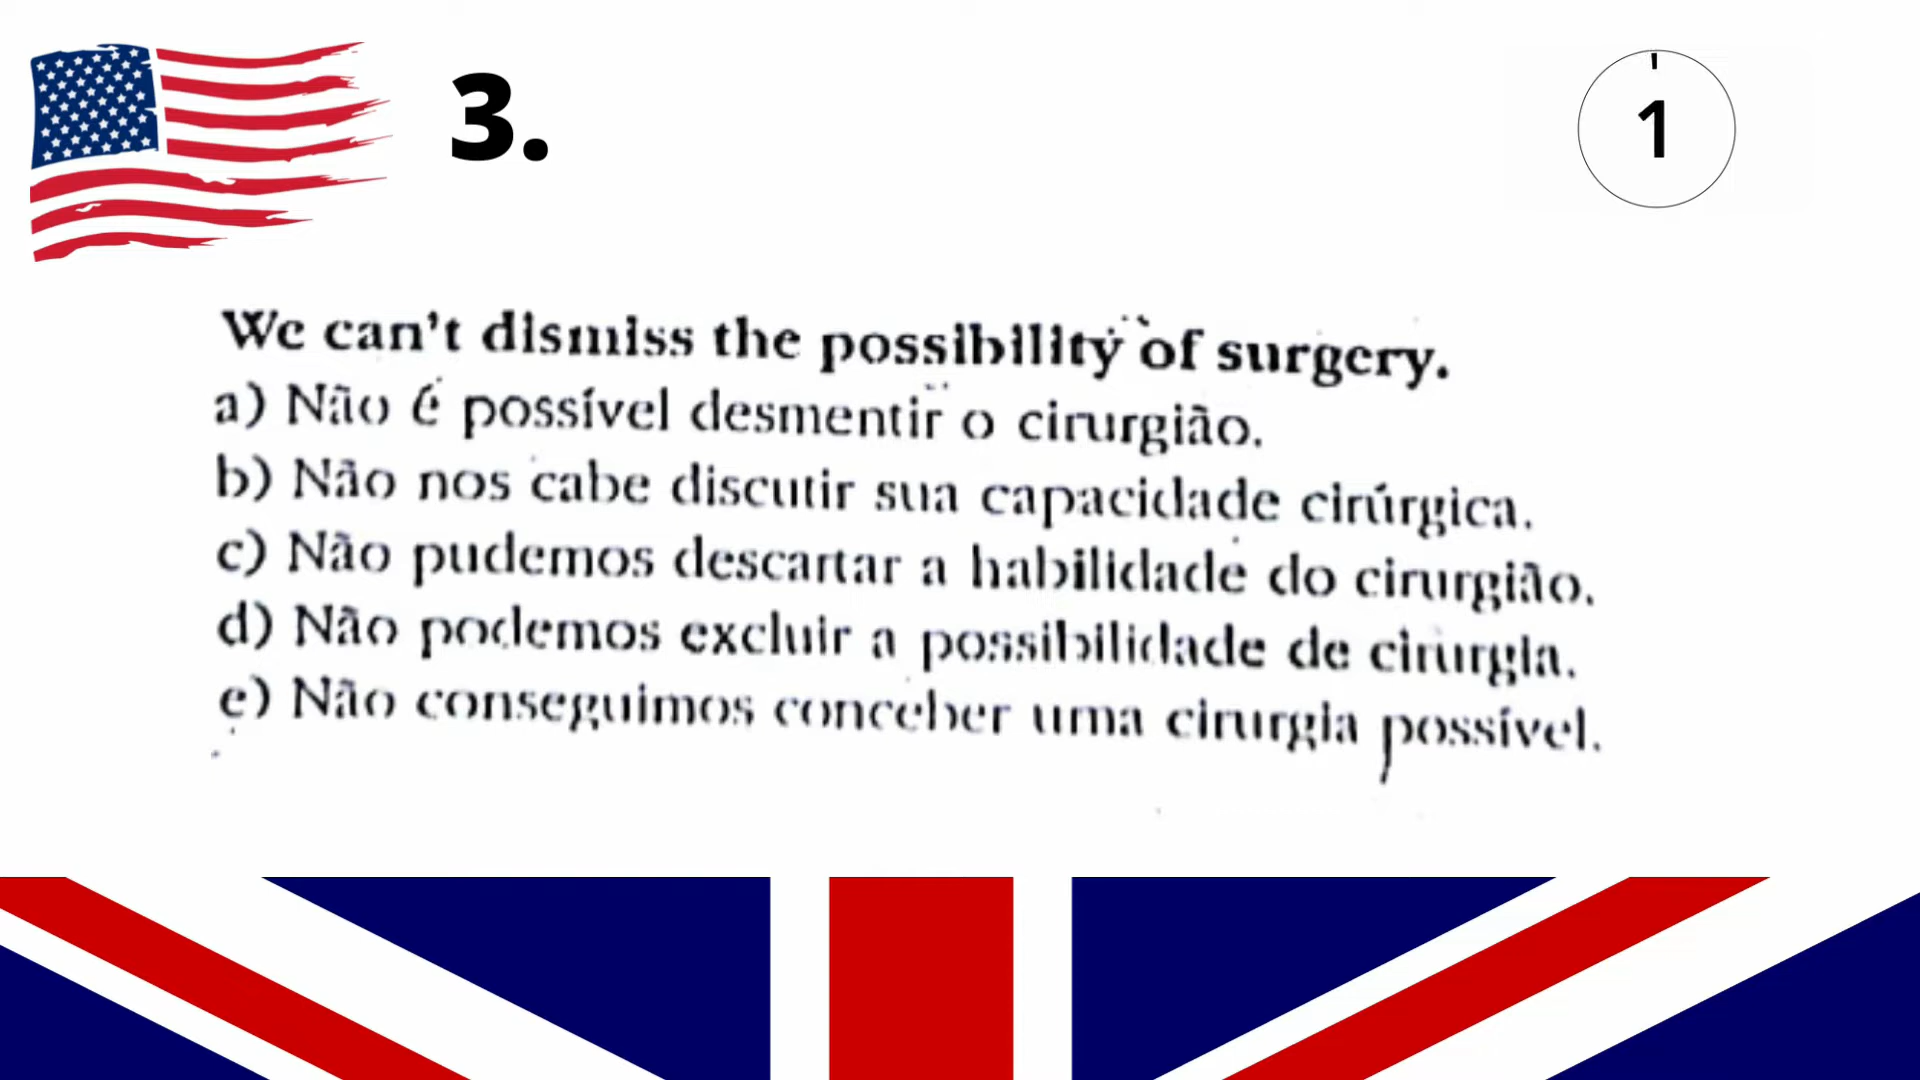 3.
1
We can't dismiss the possibility of surgery.
a) Não é possível desmentir o cirurgião.
b) Não nos cabe discutir sua capacidade cirúrgica.
c) Não pudemos descartar a habilidade do cirurgião.
d) Não podemos excluir a possibilidade de cirurgia.
e) Não conseguimos conceber uma cirurgia possível.